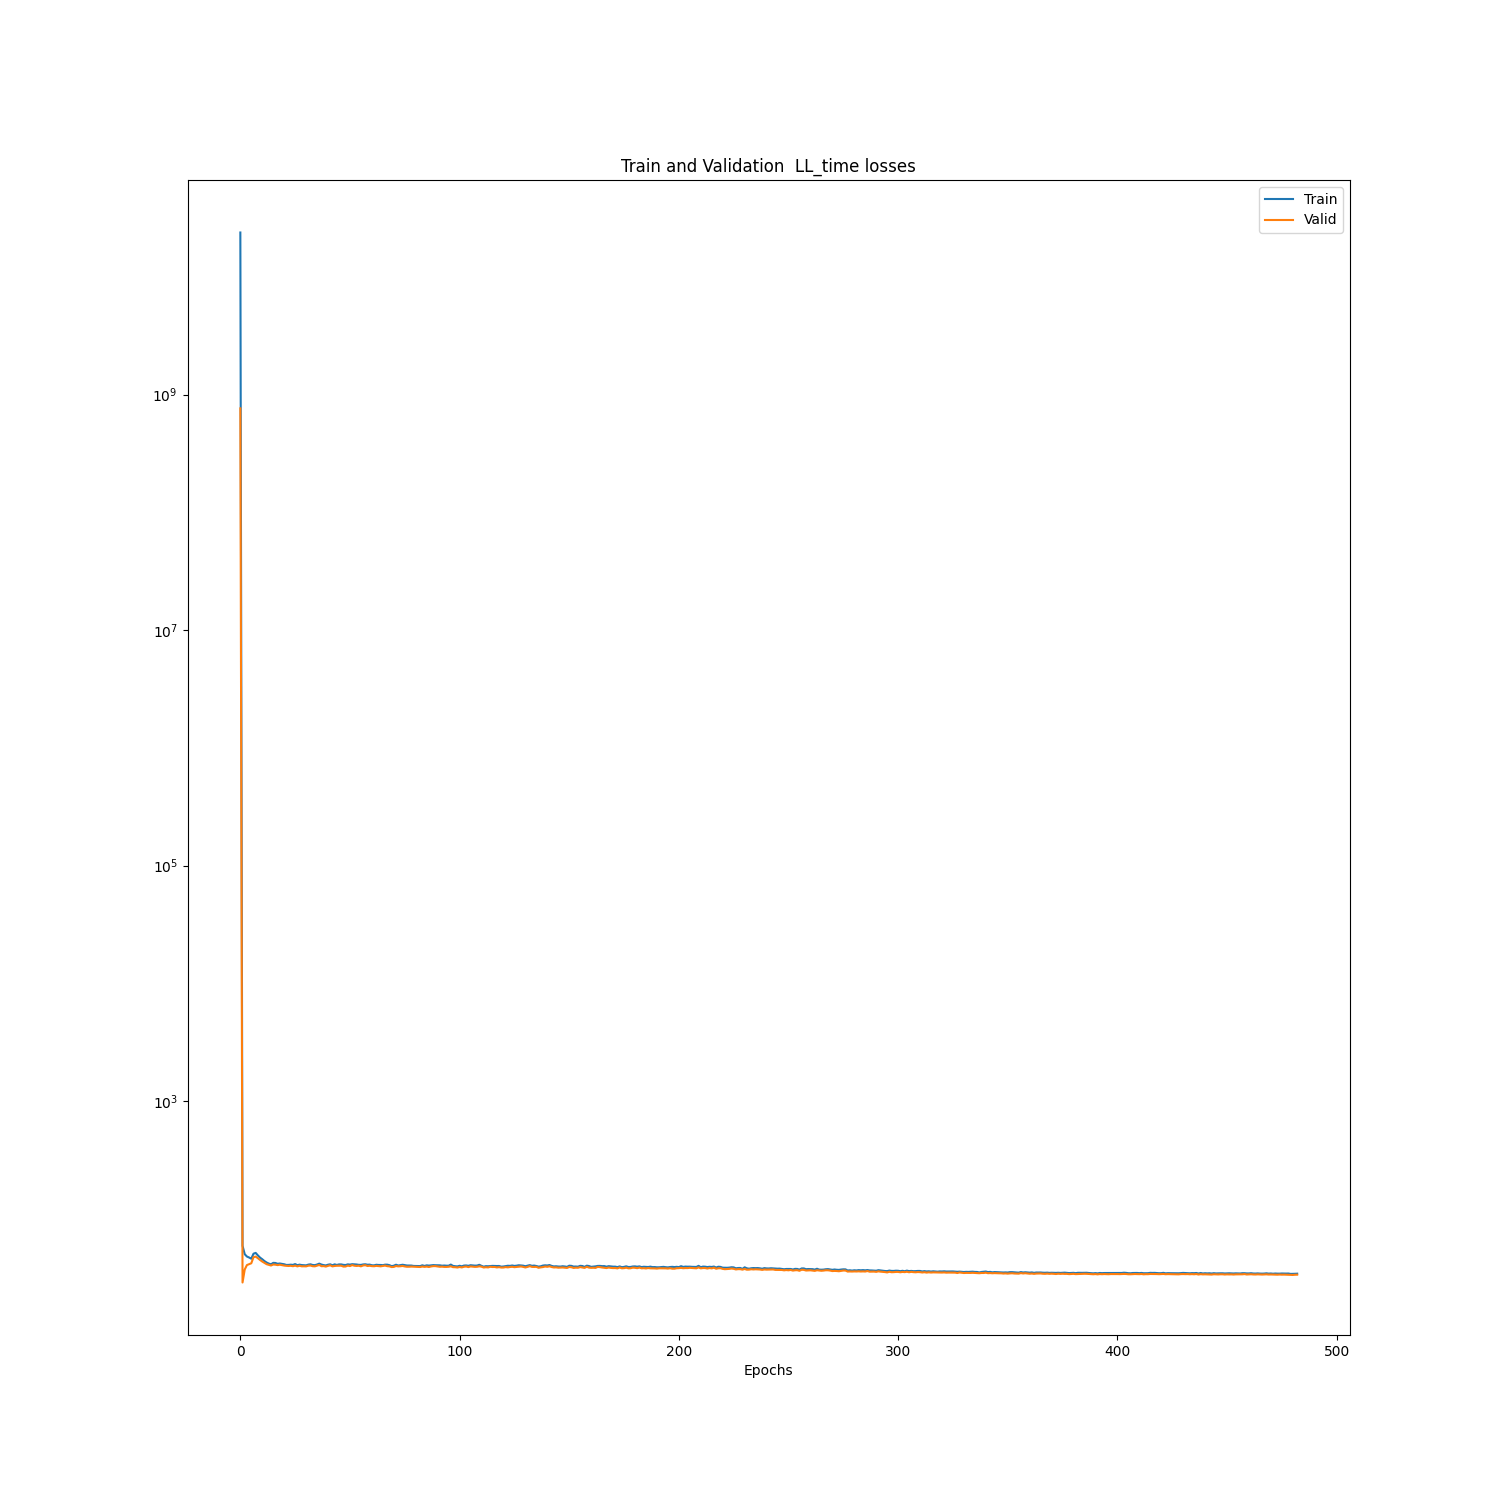 Train and Validation  LL_time losses
Train
Valid
10^9
10^7
10^5
10^3
0 100 200 300 400 500
Epochs